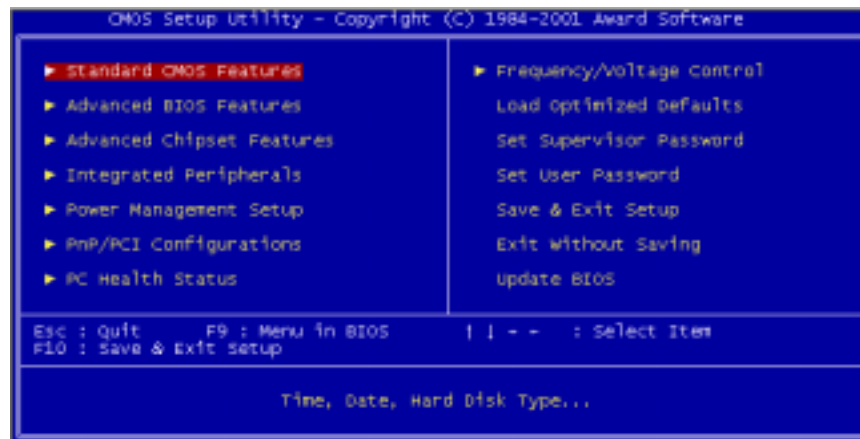 CMOS Setup Utility - Copyright (C) 1984-2001 Award Software
► Standard CMOS Features
► Advanced BIOS Features
► Advanced Chipset Features
► Integrated Peripherals
► Power Management Setup
► PnP/PCI Configurations
► PC Health Status
► Frequency/Voltage Control
Load Optimized Defaults
Set Supervisor Password
Set User Password
Save & Exit Setup
Exit Without Saving
Update BIOS
Esc : Quit F9 : Menu in BIOS ↑ ↓ - - : Select Item
F10 : Save & Exit Setup
Time, Date, Hard Disk Type...